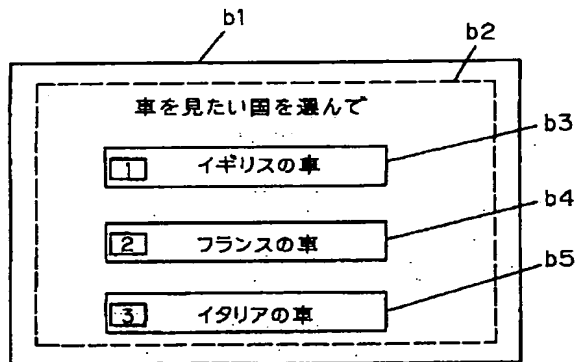 b1
b2
車を見たい国を選んで
b3
1 イギリスの車
b4
2 フランスの車
b5
3 イタリアの車